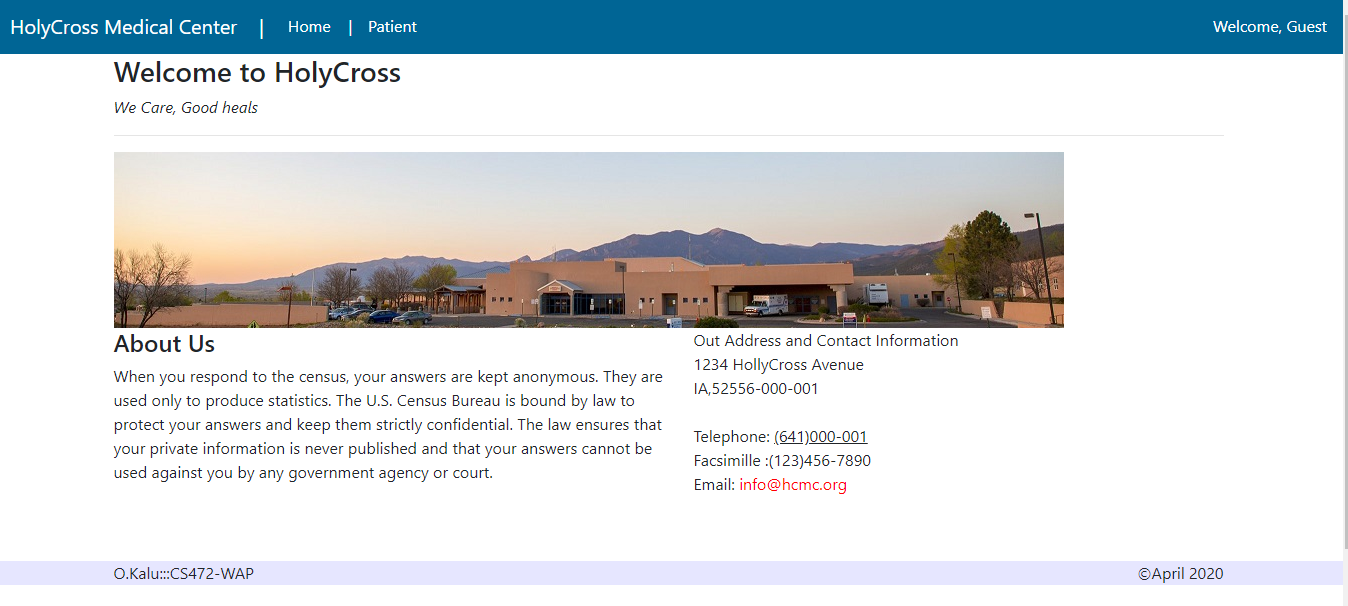 HolyCross Medical Center | Home | Patient Welcome, Guest
Welcome to HolyCross
We Care, Good heals
About Us
When you respond to the census, your answers are kept anonymous. They are
used only to produce statistics. The U.S. Census Bureau is bound by law to
protect your answers and keep them strictly confidential. The law ensures that
your private information is never published and that your answers cannot be
used against you by any government agency or court.
Out Address and Contact Information
1234 HollyCross Avenue
IA,52556-000-001
Telephone: (641)000-001
Facsimille :(123)456-7890
Email: info@hcmc.org
O.Kalu:::CS472-WAP ©April 2020